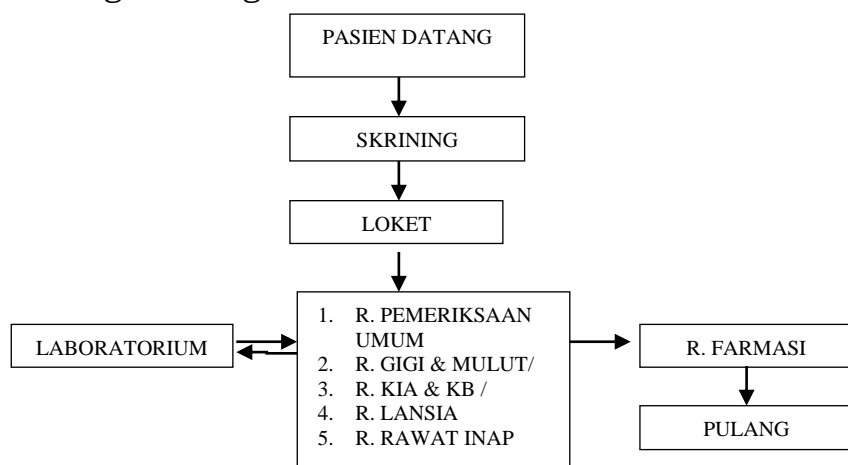 PASIEN DATANG
SKRINING
LOKET
1. R. PEMERIKSAAN
UMUM
2. R. GIGI & MULUT/
3. R. KIA & KB /
4. R. LANSIA
5. R. RAWAT INAP
LABORATORIUM
R. FARMASI
PULANG